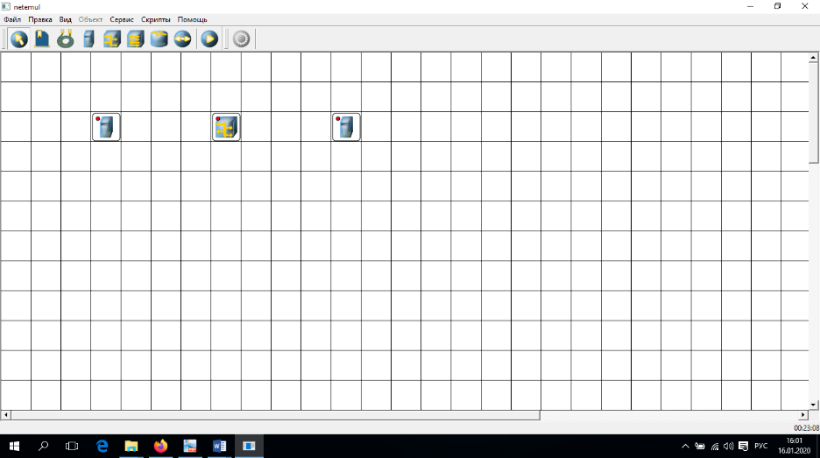 netemul
Файл Правка Вид Объект Сервис Скрипты Помощь
00:23:08
РУС
16:01
16.01.2020